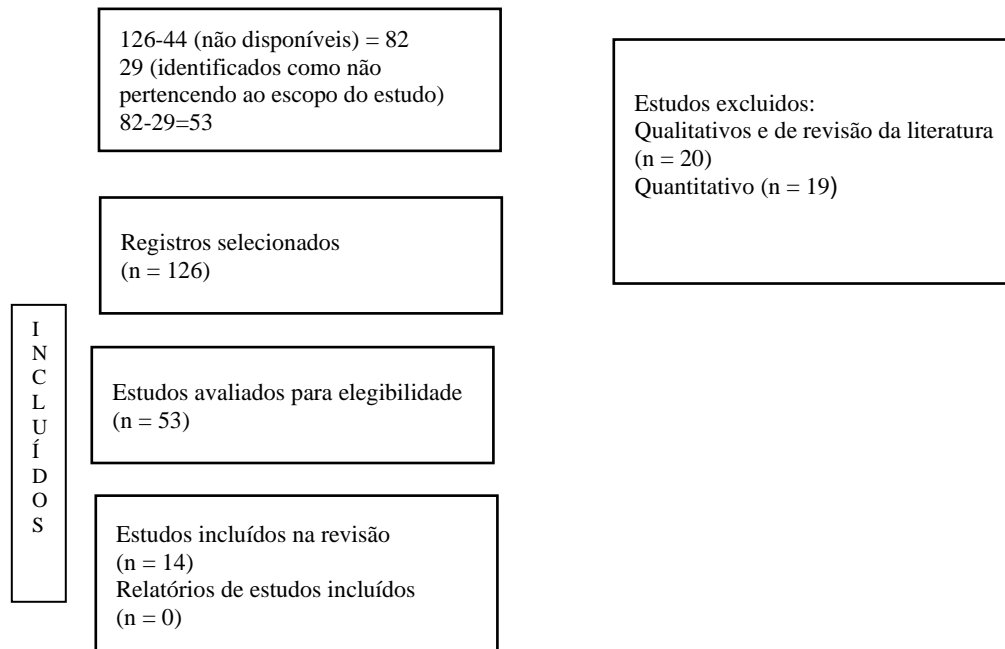 126-44 (não disponíveis) = 82
29 (identificados como não
pertencendo ao escopo do estudo)
82-29=53
Estudos excluidos:
Qualitativos e de revisão da literatura
(n = 20)
Quantitativo (n = 19)
Registros selecionados
(n = 126)
I
N
C
L
U
Í
D
O
S
Estudos avaliados para elegibilidade
(n = 53)
Estudos incluídos na revisão
(n = 14)
Relatórios de estudos incluídos
(n = 0)